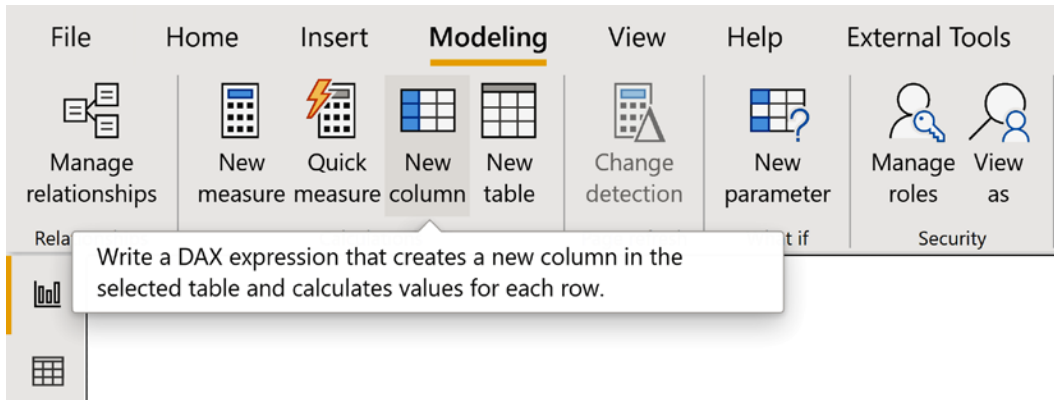 File Home Insert Modeling View Help External Tools
Manage relationships
New measure
Quick measure
New column
New table
Change detection
New parameter
Manage roles
View as
Security
Write a DAX expression that creates a new column in the
selected table and calculates values for each row.